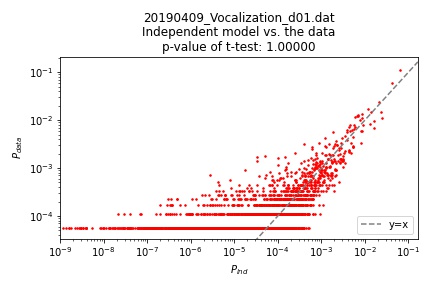 20190409_Vocalization_d01.dat
Independent model vs. the data
p-value of t-test: 1.00000
10⁻¹
10⁻²
10⁻³
10⁻⁴
P_data
y=x
10⁻⁹ 10⁻⁸ 10⁻⁷ 10⁻⁶ 10⁻⁵ 10⁻⁴ 10⁻³ 10⁻² 10⁻¹
P_ind